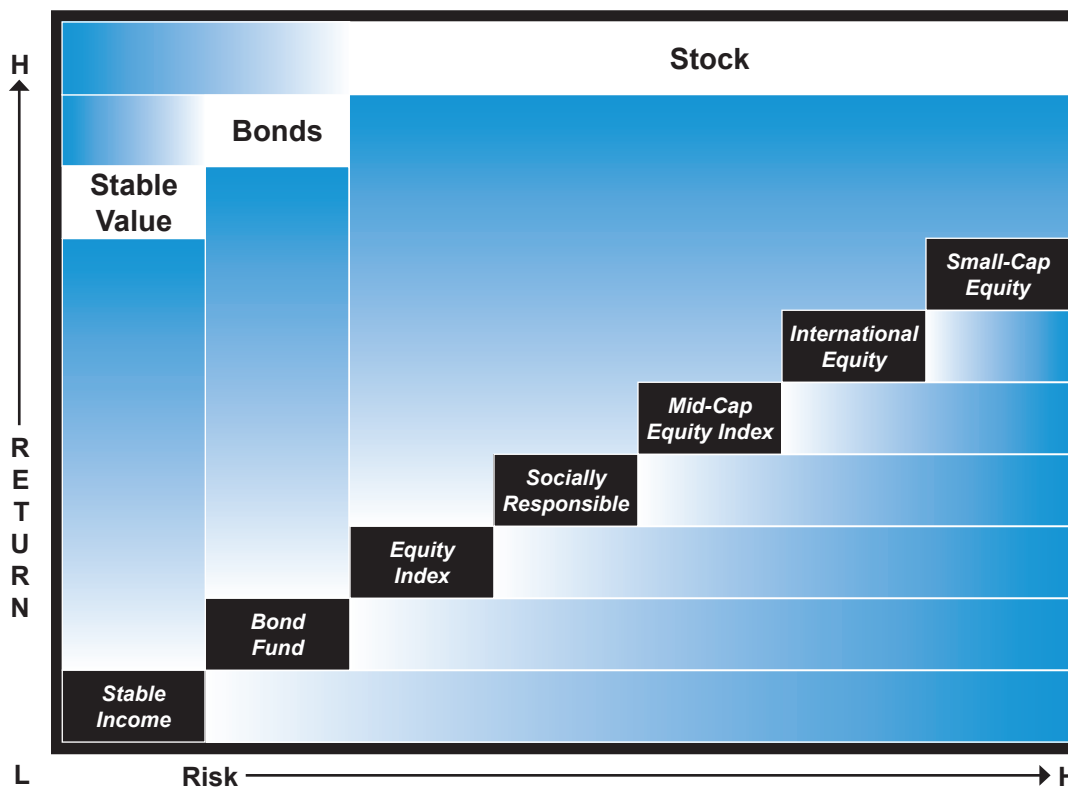 H
Stock
Bonds
Stable
Value
Small-Cap
Equity
International
Equity
Mid-Cap
Equity Index
Socially
Responsible
Equity
Index
Bond
Fund
Stable
Income
R
E
T
U
R
N
L
Risk
H